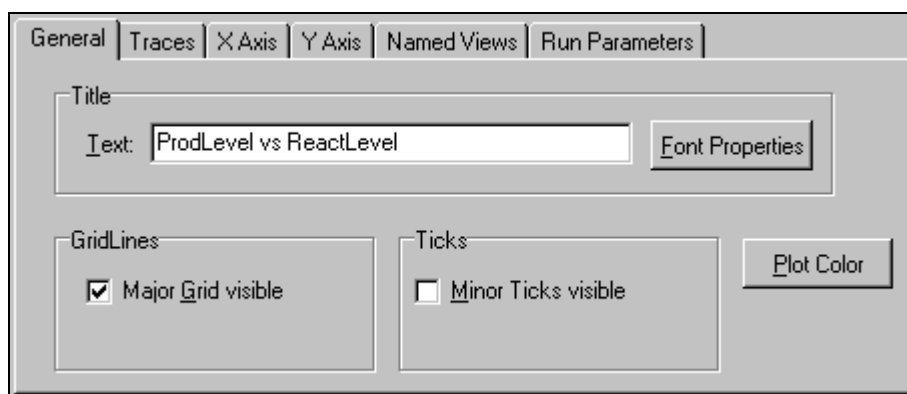 General Traces X Axis Y Axis Named Views Run Parameters
Title
Text: ProdLevel vs ReactLevel Font Properties
GridLines Ticks
Plot Color
Major Grid visible Minor Ticks visible